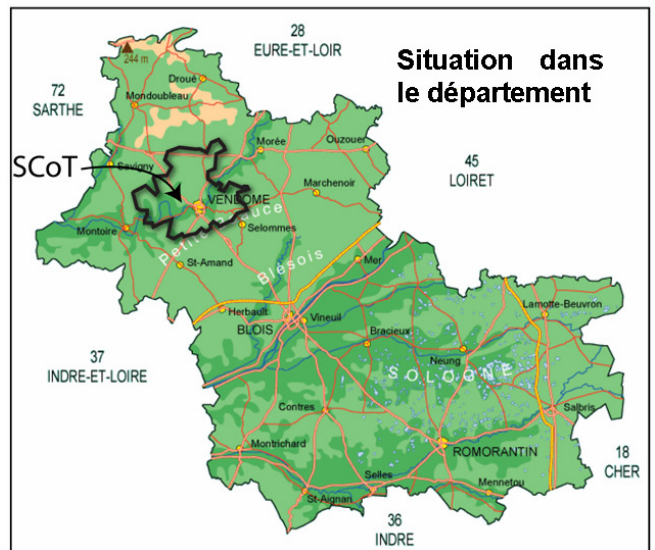 28
EURE-ET-LOIR
Situation dans
le département
244 m
Droué
72
SARTHE
Mondoubleau
Morée
Ouzouer
45
LOIRET
SCoT
Savigny
Marchenoir
VENDOME
Montoire
Selommes
Petite Beauce
St-Amand
Blésois
Mer
Herbault
BLOIS
Vineuil
Lamotte-Beuvron
Bracieux
Neung
37
INDRE-ET-LOIRE
SOLOGNE
Contres
Salbris
Montrichard
ROMORANTIN
18
CHER
Selles
Mennetou
St-Aignan
36
INDRE